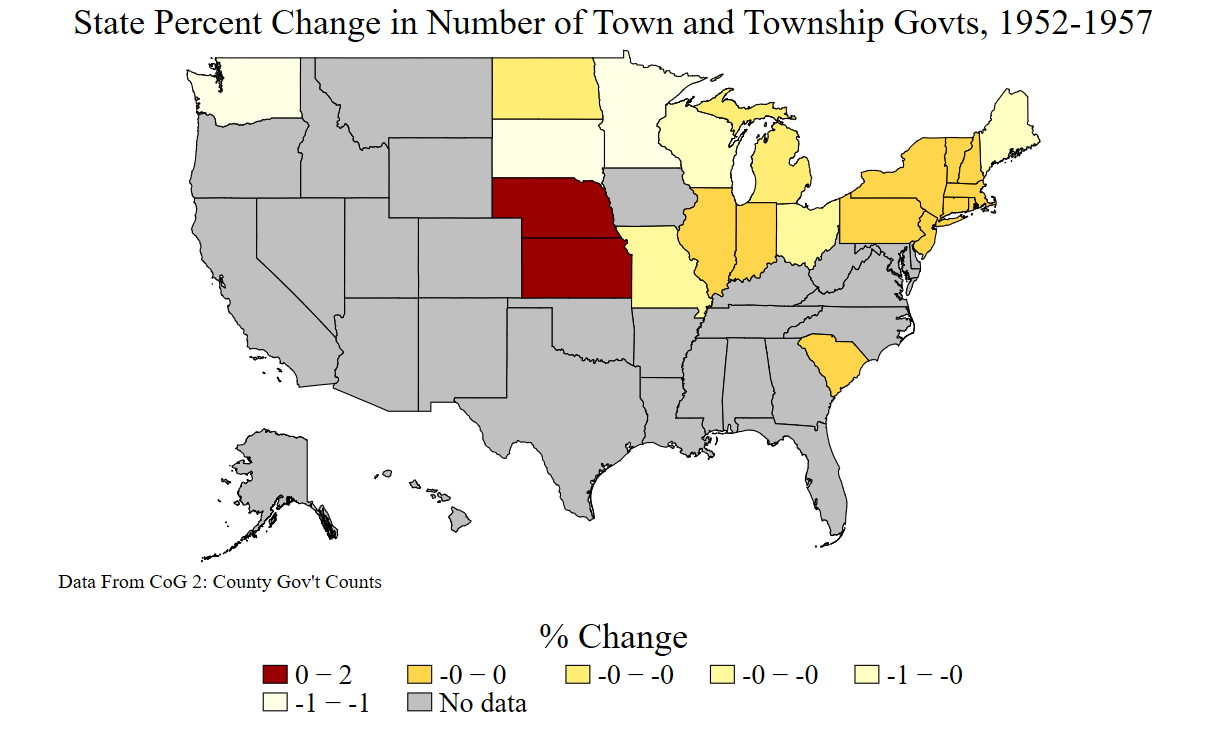 State Percent Change in Number of Town and Township Govts, 1952-1957
Data From CoG 2: County Gov't Counts
% Change
0 − 2 -0 − 0 -0 − -0 -0 − -0 -1 − -0
-1 − -1 No data